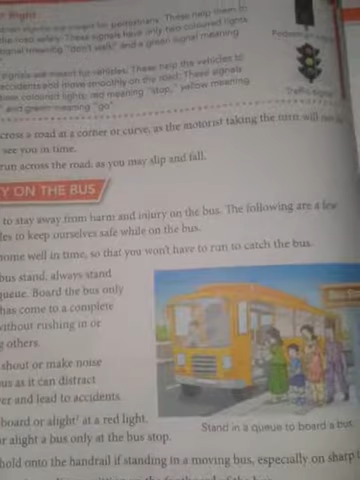 Right
signals are meant for pedestrians. These help them to
the road safely. These signals have only two coloured lights
signal meaning "don't walk" and a green signal meaning
Pedestrian
signals are meant for vehicles. These help the vehicles to
accidents and move smoothly on the road. These signals
coloured lights: red meaning "stop," yellow meaning
and green meaning "go".
Traffic signal
cross a road at a corner or curve, as the motorist taking the turn will
see you in time.
run across the road, as you may slip and fall.
Y ON THE BUS
to stay away from harm and injury on the bus. The following are a few
les to keep ourselves safe while on the bus.
home well in time, so that you won't have to run to catch the bus.
bus stand, always stand
queue. Board the bus only
has come to a complete
without rushing in or
g others.
shout or make noise
bus as it can distract
er and lead to accidents.
board or alight² at a red light.
r alight a bus only at the bus stop.
Stand in a queue to board a bus.
hold onto the handrail if standing in a moving bus, especially on sharp